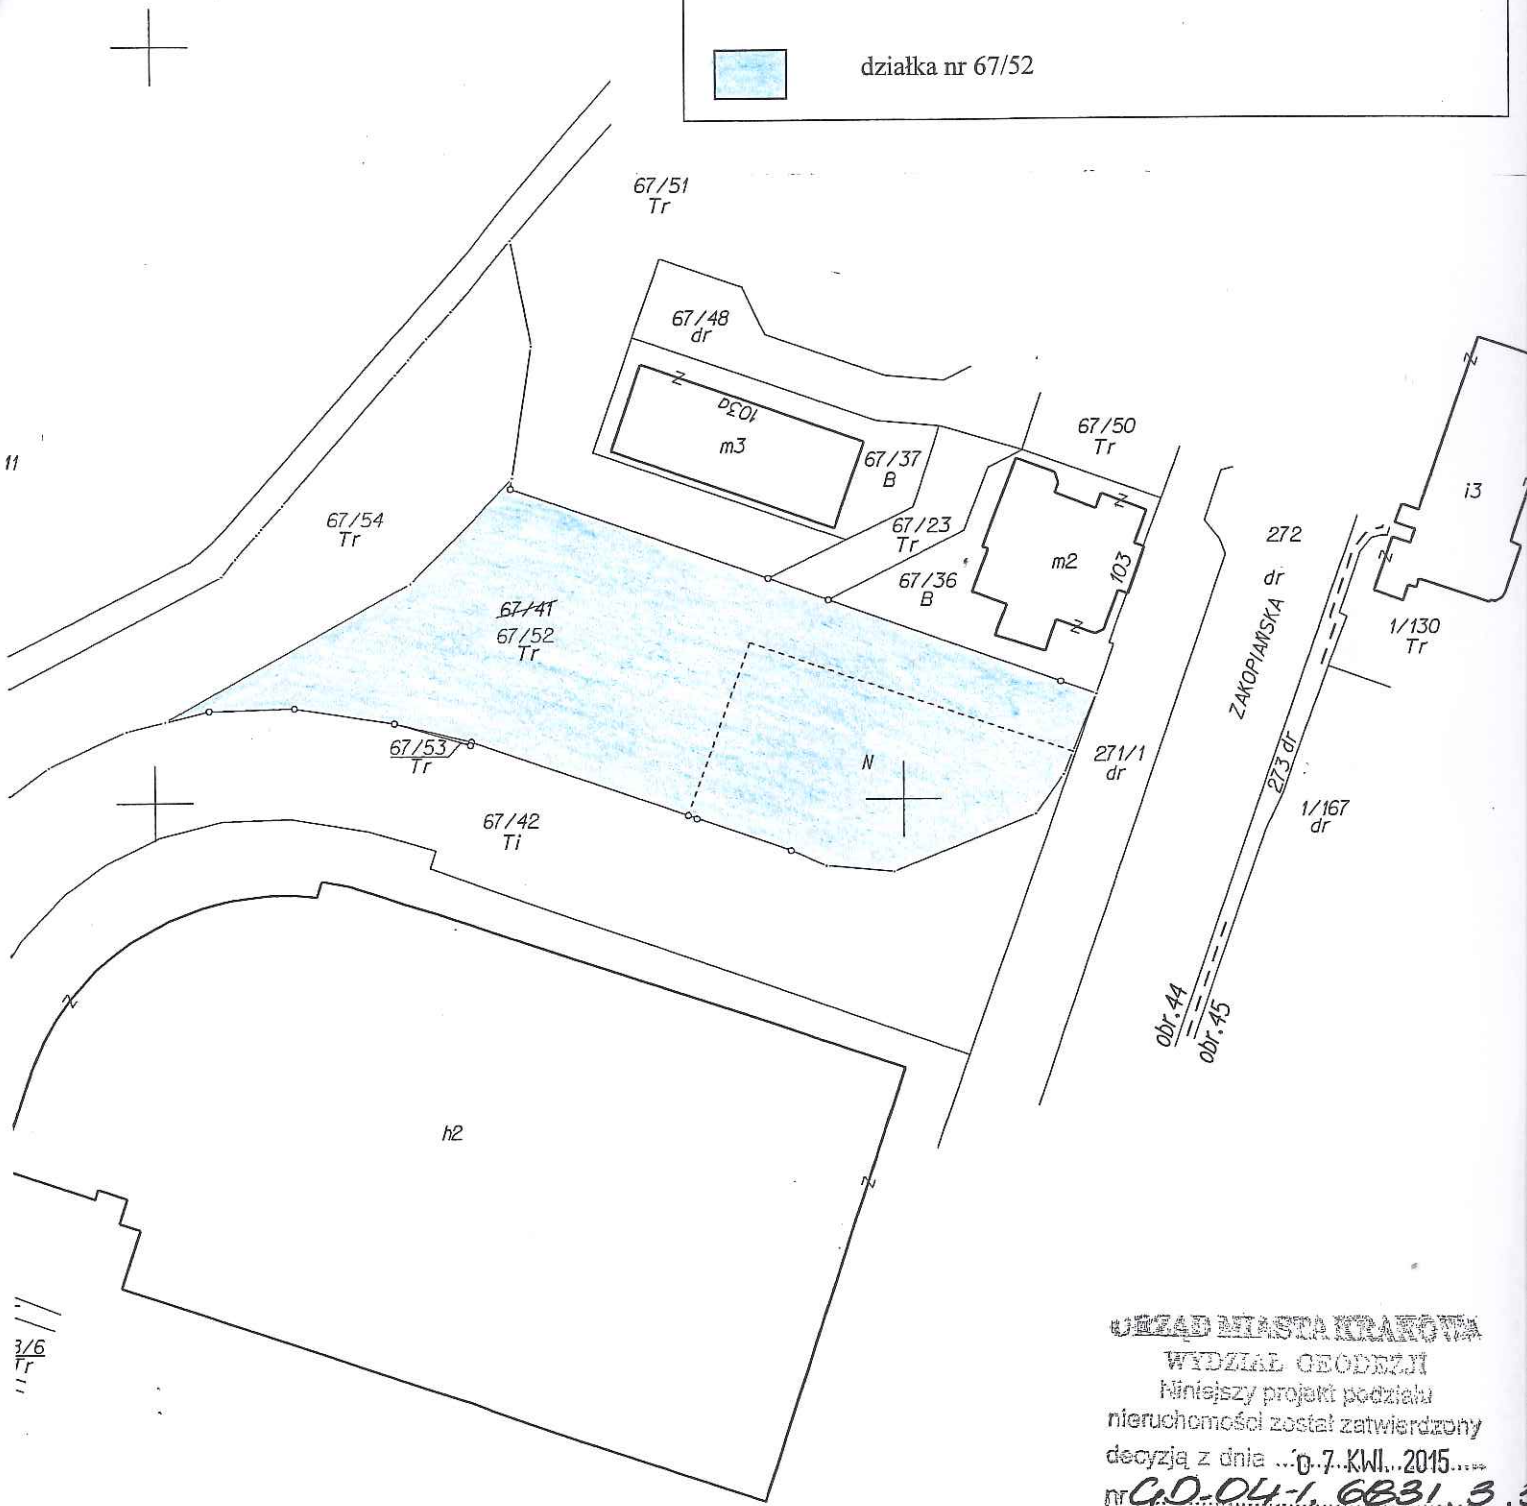 działka nr 67/52
67/51
Tr
67/48
dr
103a
m3
67/37
B
67/50
Tr
11
67/54
Tr
67/23
Tr
67/36
B
m2
103
i3
272
dr
ZAKOPIAŃSKA
1/130
Tr
67/41
67/52
Tr
67/53
Tr
N
271/1
dr
273 dr
1/167
dr
67/42
Ti
obr.44
obr.45
h2
3/6
Tr
URZĄD MIASTA KRAKOWA
WYDZIAŁ GEODEZJI
Niniejszy projekt podziału
nieruchomości został zatwierdzony
decyzją z dnia ...0.7. KWI. 2015.....
nr GD-04-1. 6831. 3.